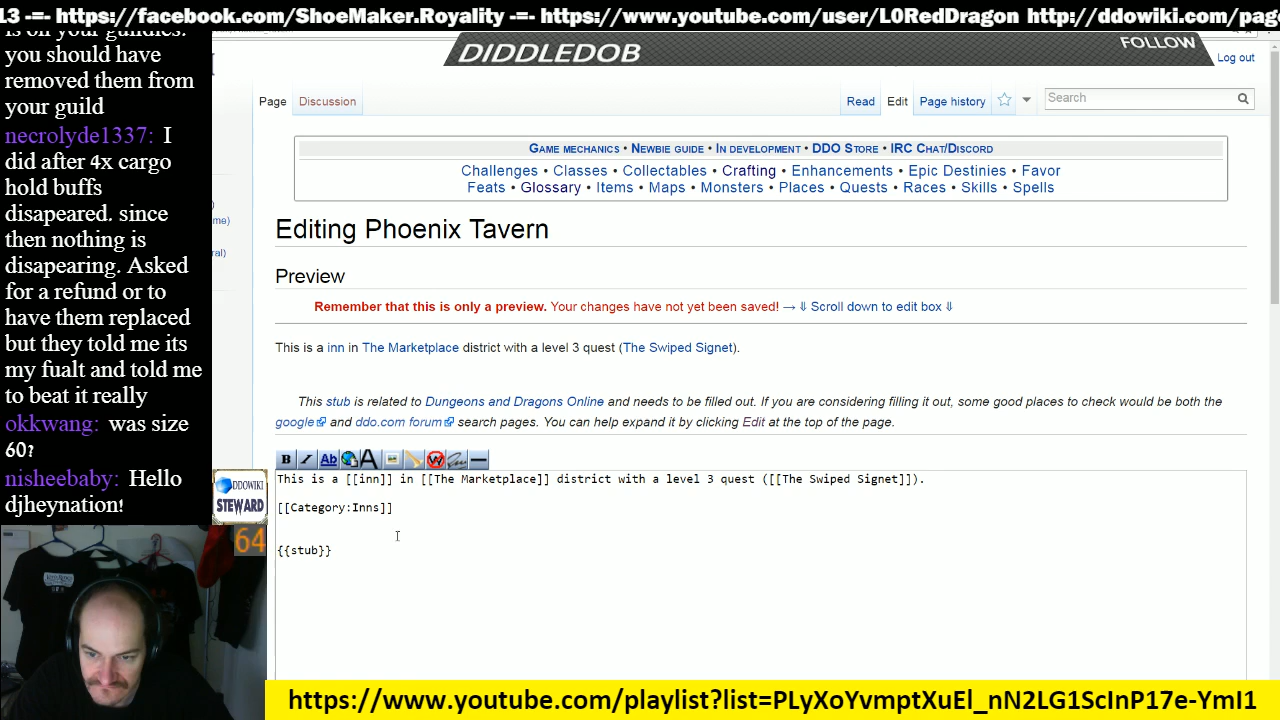 13 -=- https://facebook.com/ShoeMaker.Royality -=- https://www.youtube.com/user/L0RedDragon http://ddowiki.com/pag
is on your guildies.
you should have
removed them from
your guild
necrolyde1337: I
did after 4x cargo
hold buffs
disapeared. since
then nothing is
disapearing. Asked
for a refund or to
have them replaced
but they told me its
my fualt and told me
to beat it really
okkwang: was size
60?
nisheebaby: Hello
djheynation!
DIDDLEDOB
FOLLOW
Log out
Page Discussion Read Edit Page history Search
GAME MECHANICS • NEWBIE GUIDE • IN DEVELOPMENT • DDO STORE • IRC CHAT/DISCORD
Challenges • Classes • Collectables • Crafting • Enhancements • Epic Destinies • Favor
Feats • Glossary • Items • Maps • Monsters • Places • Quests • Races • Skills • Spells
me)
ral)
Editing Phoenix Tavern
Preview
Remember that this is only a preview. Your changes have not yet been saved! → ⇓ Scroll down to edit box ⇓
This is a inn in The Marketplace district with a level 3 quest (The Swiped Signet).
This stub is related to Dungeons and Dragons Online and needs to be filled out. If you are considering filling it out, some good places to check would be both the
google and ddo.com forum search pages. You can help expand it by clicking Edit at the top of the page.
B I Ab A W
This is a [[inn]] in [[The Marketplace]] district with a level 3 quest ([[The Swiped Signet]]).
[[Category:Inns]]
{{stub}}
DDOWIKI
STEWARD
64
https://www.youtube.com/playlist?list=PLyXoYvmptXuEl_nN2LG1ScInP17e-YmI1